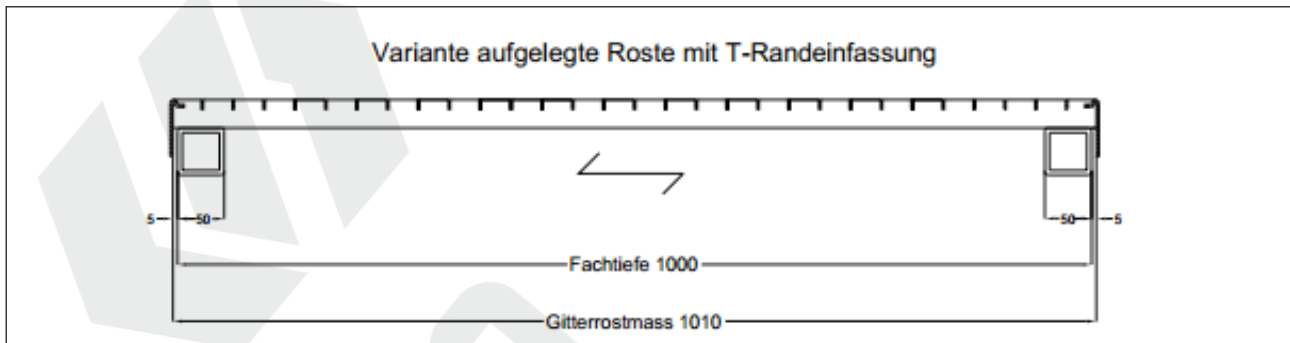 Variante aufgelegte Roste mit T-Randeinfassung
5 50 50 5
Fachtiefe 1000
Gitterrostmass 1010